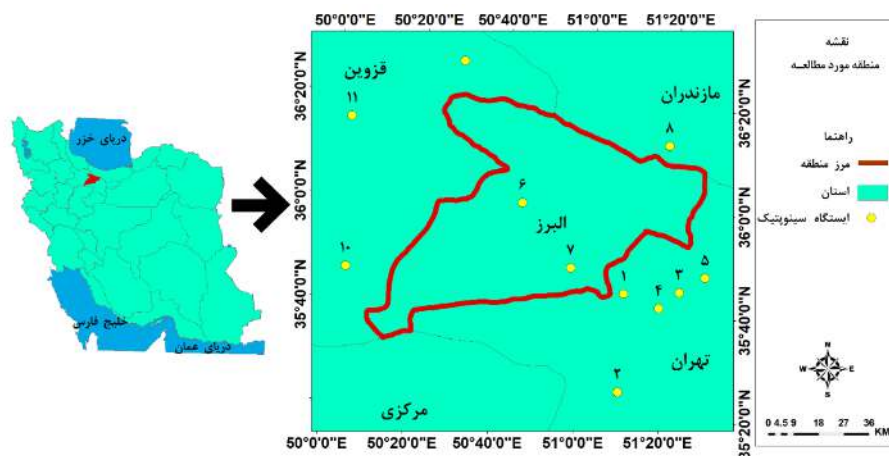 دریای خزر
خلیج فارس
دریای عمان
50°0'0"E 50°20'0"E 50°40'0"E 51°0'0"E 51°20'0"E
36°20'0"N
36°0'0"N
35°40'0"N
قزوین
مازندران
۱۱
۸
۶
البرز
۱۰
۷
۵
۱
۳
۴
تهران
۲
مرکزی
36°20'0"N
36°0'0"N
35°40'0"N
35°20'0"N
50°0'0"E 50°20'0"E 50°40'0"E 51°0'0"E 51°20'0"E
نقشه
منطقه مورد مطالعه
راهنما
مرز منطقه
استان
ایستگاه سینوپتیک
N
W E
S
0 4.5 9 18 27 36
KM